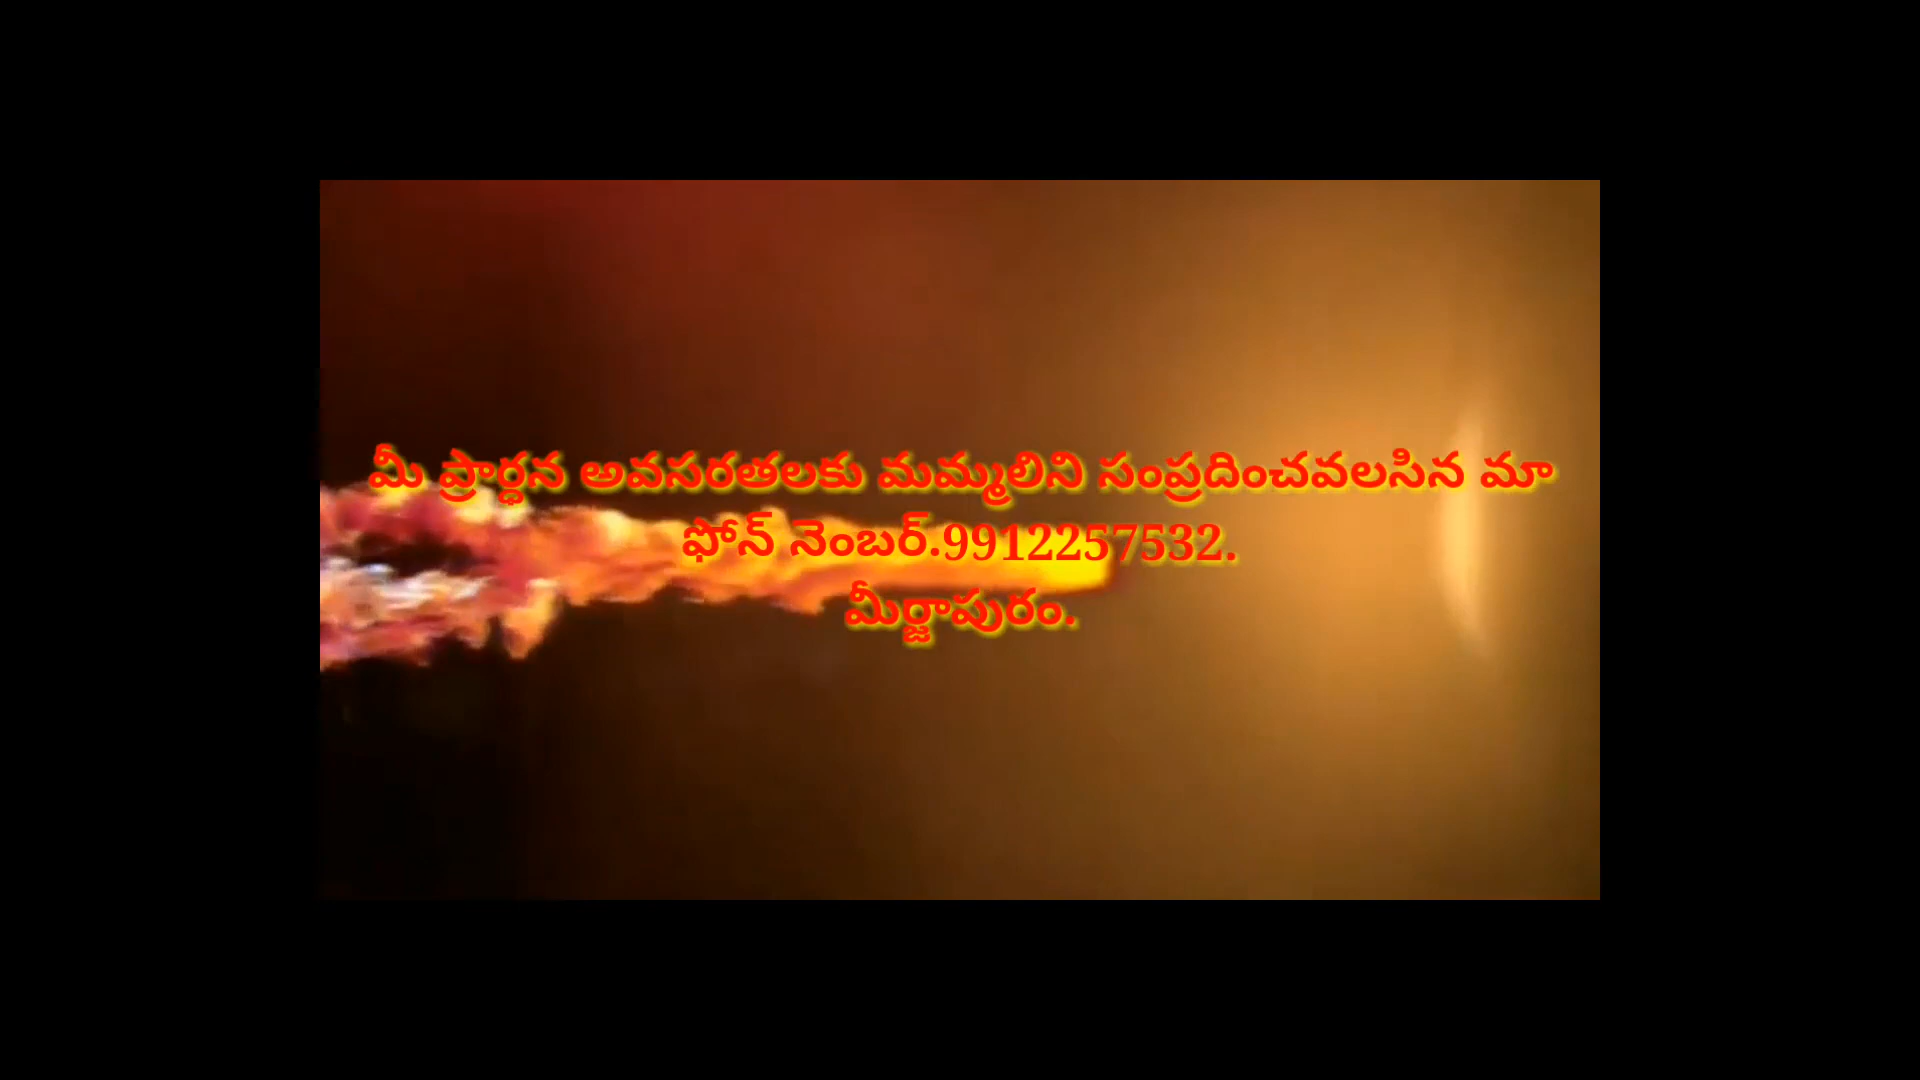 మీ ప్రార్ధన అవసరతలకు మమ్మలిని సంప్రదించవలసిన మా
ఫోన్ నెంబర్.9912257532.
మీర్జాపురం.